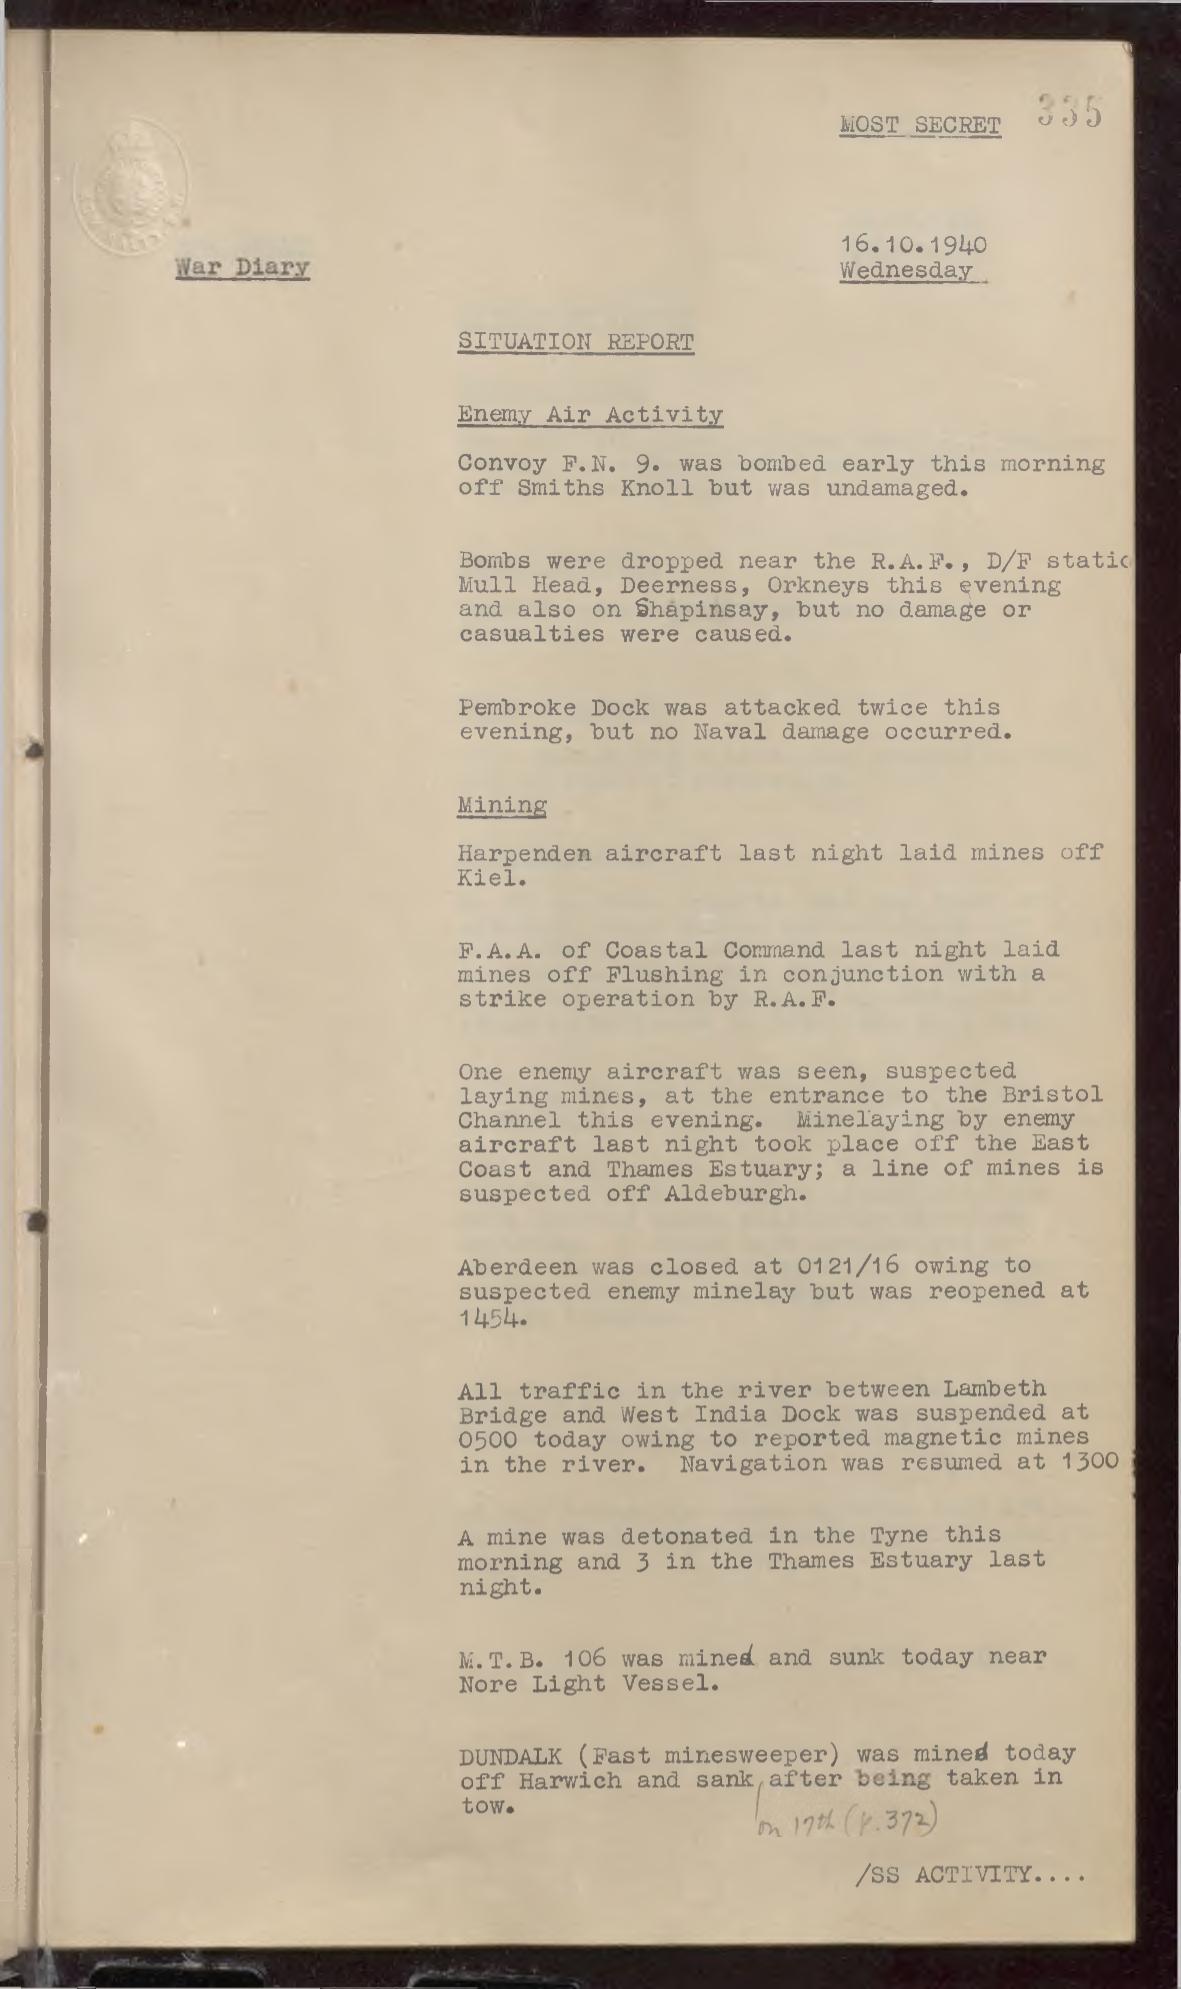 MOST SECRET 335
16.10.1940
War Diary
Wednesday
SITUATION REPORT
Enemy Air Activity
Convoy F.N. 9. was bombed early this morning
off Smiths Knoll but was undamaged.
Bombs were dropped near the R.A.F., D/F static
Mull Head, Deerness, Orkneys this evening
and also on Shapinsay, but no damage or
casualties were caused.
Pembroke Dock was attacked twice this
evening, but no Naval damage occurred.
Mining
Harpenden aircraft last night laid mines off
Kiel.
F.A.A. of Coastal Command last night laid
mines off Flushing in conjunction with a
strike operation by R.A.F.
One enemy aircraft was seen, suspected
laying mines, at the entrance to the Bristol
Channel this evening. Minelaying by enemy
aircraft last night took place off the East
Coast and Thames Estuary; a line of mines is
suspected off Aldeburgh.
Aberdeen was closed at 0121/16 owing to
suspected enemy minelay but was reopened at
1454.
All traffic in the river between Lambeth
Bridge and West India Dock was suspended at
0500 today owing to reported magnetic mines
in the river. Navigation was resumed at 1300
A mine was detonated in the Tyne this
morning and 3 in the Thames Estuary last
night.
M.T.B. 106 was mined and sunk today near
Nore Light Vessel.
DUNDALK (Fast minesweeper) was mined today
off Harwich and sank, after being taken in
tow.
on 17th (p.372)
/SS ACTIVITY....